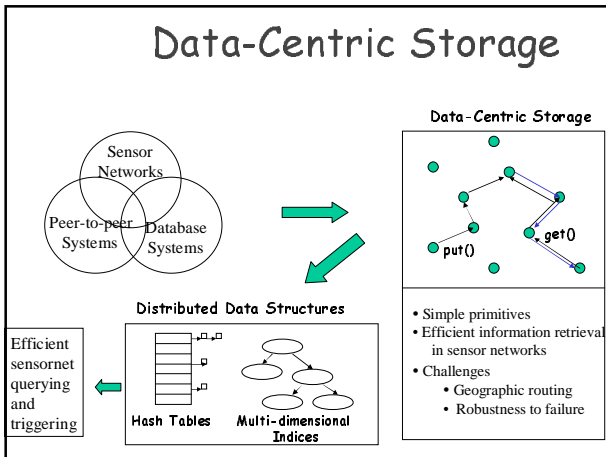 Data-Centric Storage
Sensor
Networks
Peer-to-peer
Systems
Database
Systems
Data-Centric Storage
put()
get()
• Simple primitives
• Efficient information retrieval
in sensor networks
• Challenges
• Geographic routing
• Robustness to failure
Distributed Data Structures
Hash Tables
Multi-dimensional
Indices
Efficient
sensornet
querying
and
triggering